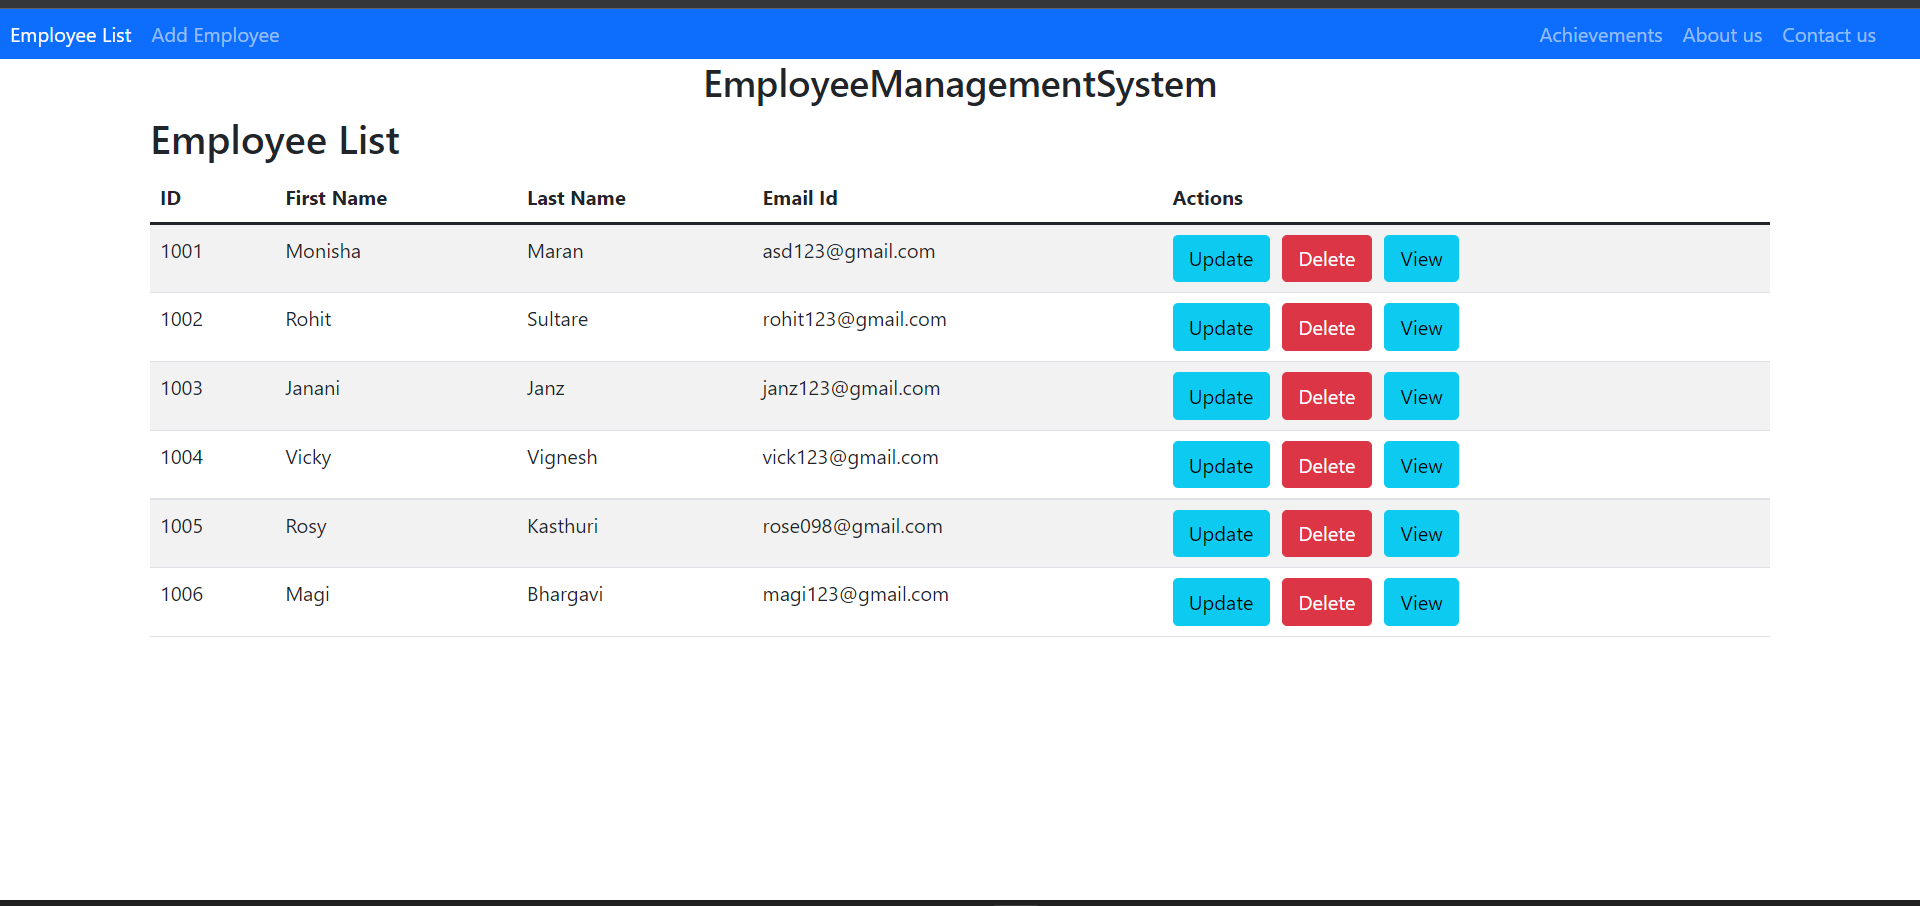 Employee List Add Employee Achievements About us Contact us
EmployeeManagementSystem
Employee List
ID First Name Last Name Email Id Actions
1001 Monisha Maran asd123@gmail.com Update Delete View
1002 Rohit Sultare rohit123@gmail.com Update Delete View
1003 Janani Janz janz123@gmail.com Update Delete View
1004 Vicky Vignesh vick123@gmail.com Update Delete View
1005 Rosy Kasthuri rose098@gmail.com Update Delete View
1006 Magi Bhargavi magi123@gmail.com Update Delete View